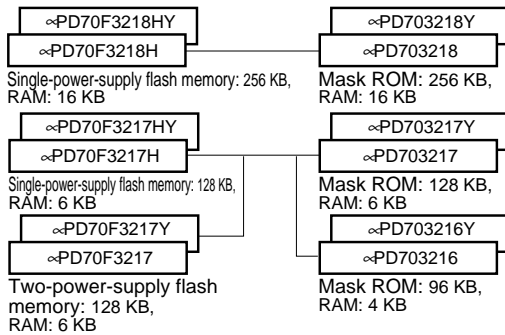 ∝PD70F3218HY
∝PD70F3218H
Single-power-supply flash memory: 256 KB,
RAM: 16 KB
∝PD703218Y
∝PD703218
Mask ROM: 256 KB,
RAM: 16 KB
∝PD70F3217HY
∝PD70F3217H
Single-power-supply flash memory: 128 KB,
RAM: 6 KB
∝PD703217Y
∝PD703217
Mask ROM: 128 KB,
RAM: 6 KB
∝PD70F3217Y
∝PD70F3217
Two-power-supply flash
memory: 128 KB,
RAM: 6 KB
∝PD703216Y
∝PD703216
Mask ROM: 96 KB,
RAM: 4 KB